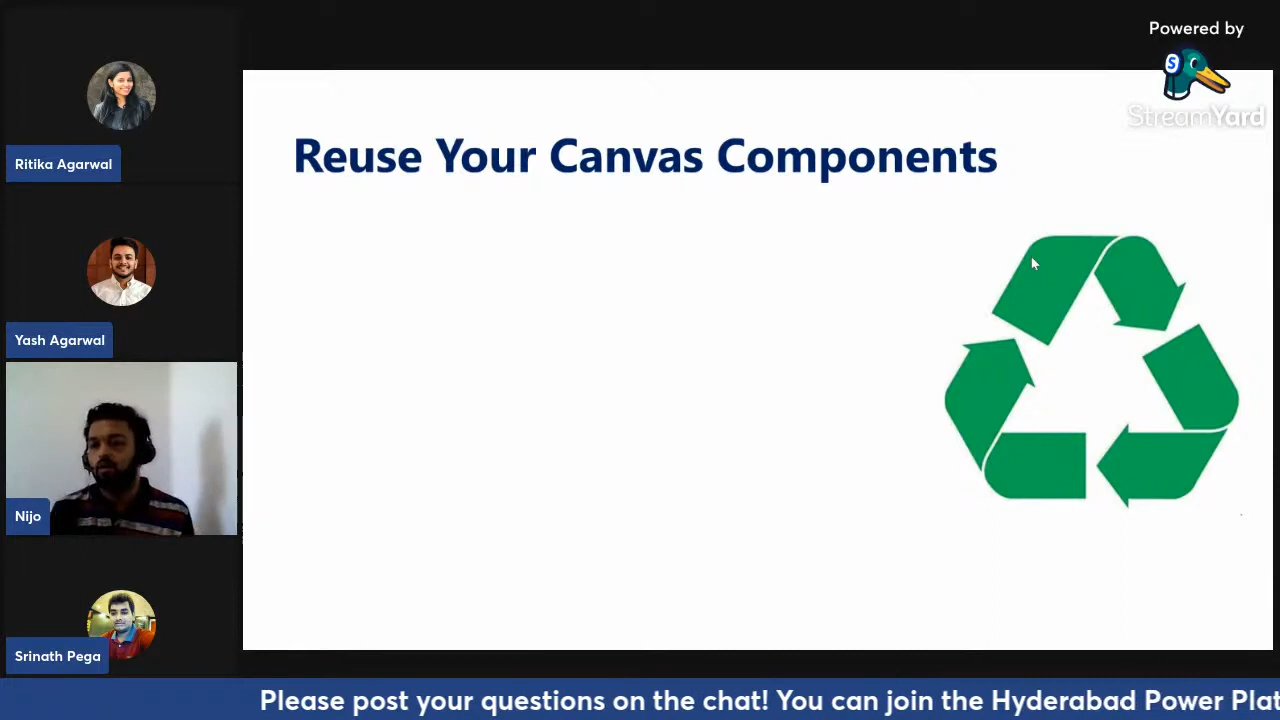 Powered by
S
StreamYard
Reuse Your Canvas Components
Ritika Agarwal
Yash Agarwal
Nijo
Srinath Pega
Please post your questions on the chat! You can join the Hyderabad Power Plat